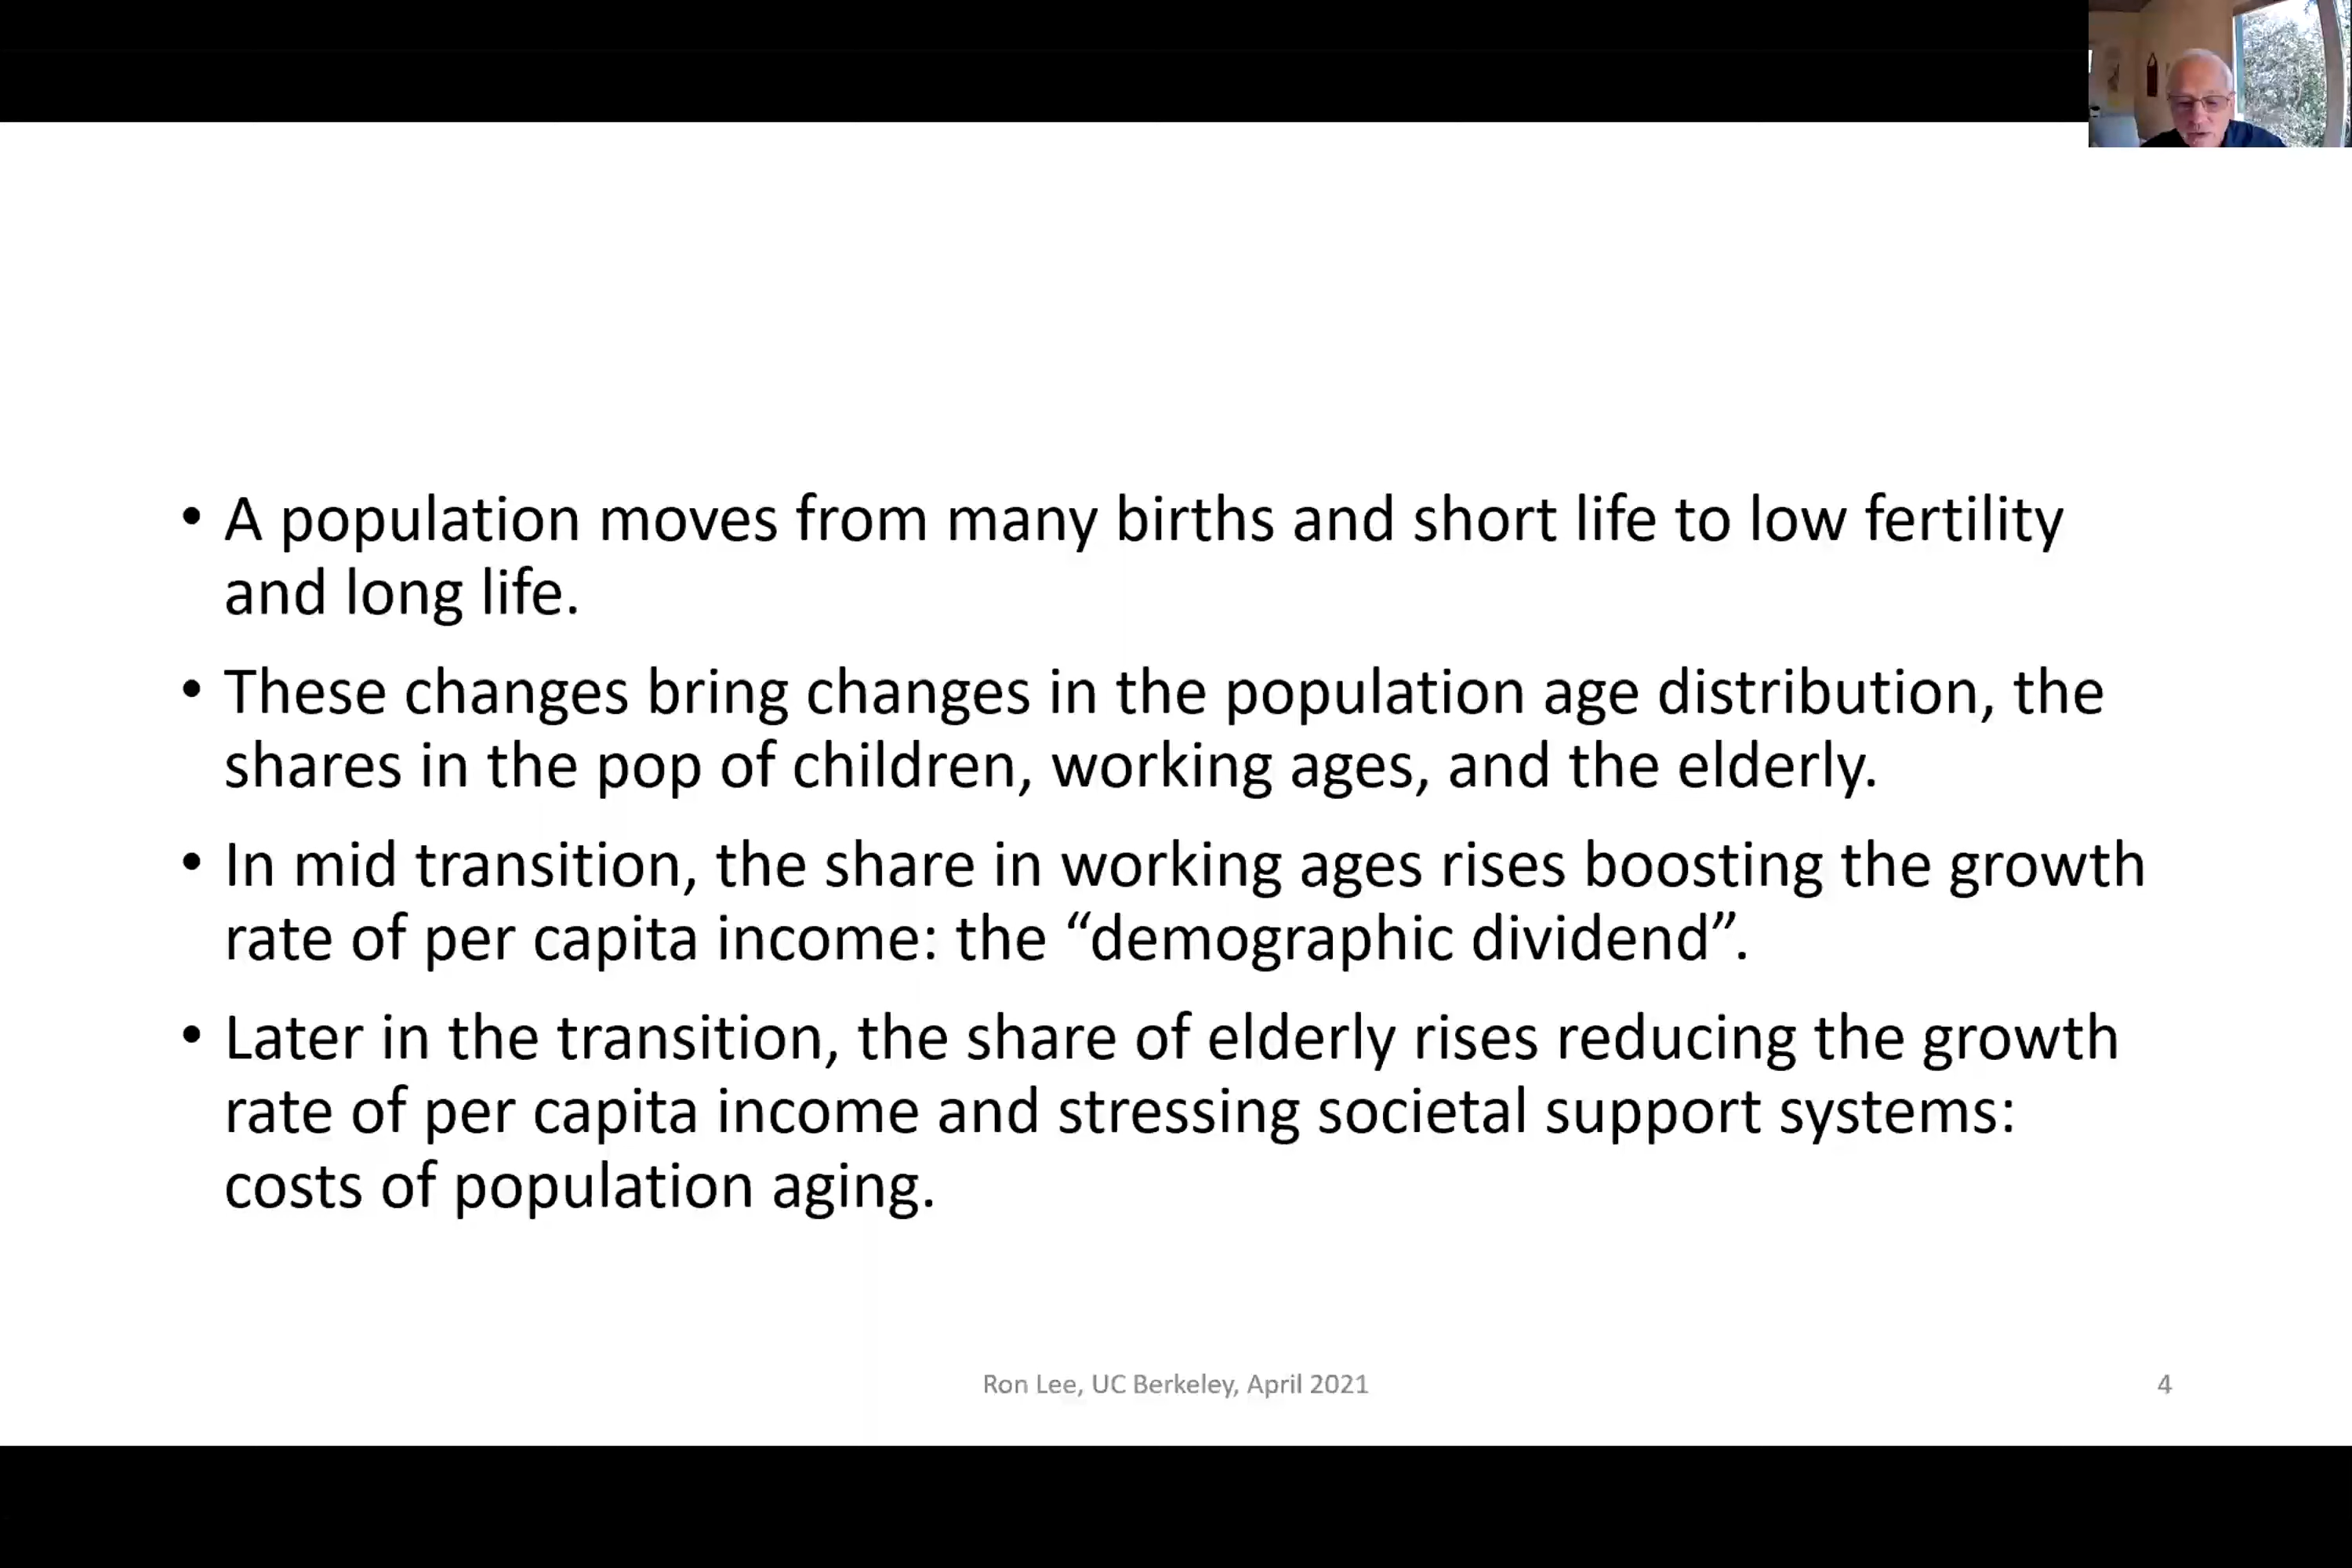 • A population moves from many births and short life to low fertility
and long life.
• These changes bring changes in the population age distribution, the
shares in the pop of children, working ages, and the elderly.
• In mid transition, the share in working ages rises boosting the growth
rate of per capita income: the “demographic dividend”.
• Later in the transition, the share of elderly rises reducing the growth
rate of per capita income and stressing societal support systems:
costs of population aging.
Ron Lee, UC Berkeley, April 2021
4